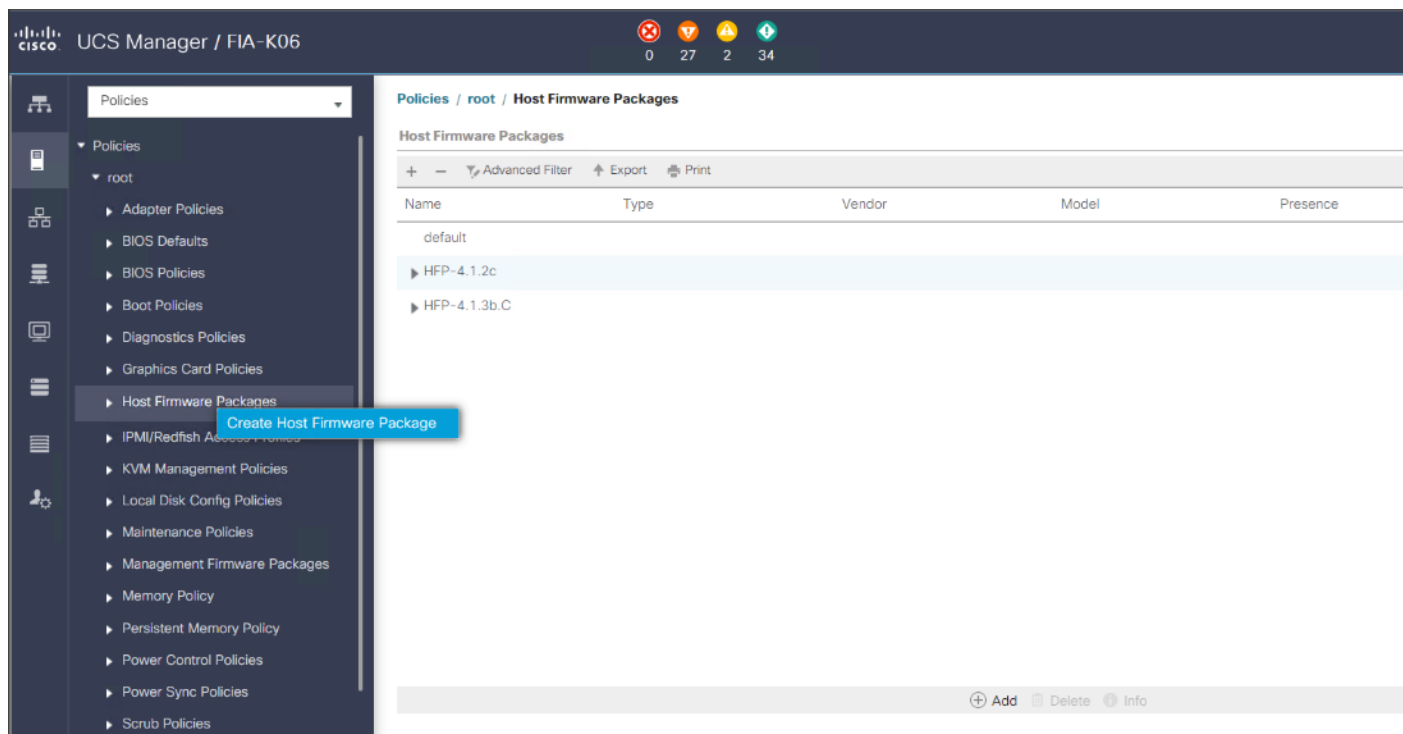 cisco. UCS Manager / FIA-K06
0 27 2 34
Policies
Policies
root
Adapter Policies
BIOS Defaults
BIOS Policies
Boot Policies
Diagnostics Policies
Graphics Card Policies
Host Firmware Packages
Create Host Firmware Package
IPMI/Redfish Access Profiles
KVM Management Policies
Local Disk Config Policies
Maintenance Policies
Management Firmware Packages
Memory Policy
Persistent Memory Policy
Power Control Policies
Power Sync Policies
Scrub Policies
Policies / root / Host Firmware Packages
Host Firmware Packages
+ − Advanced Filter Export Print
Name Type Vendor Model Presence
default
HFP-4.1.2c
HFP-4.1.3b.C
Add Delete Info